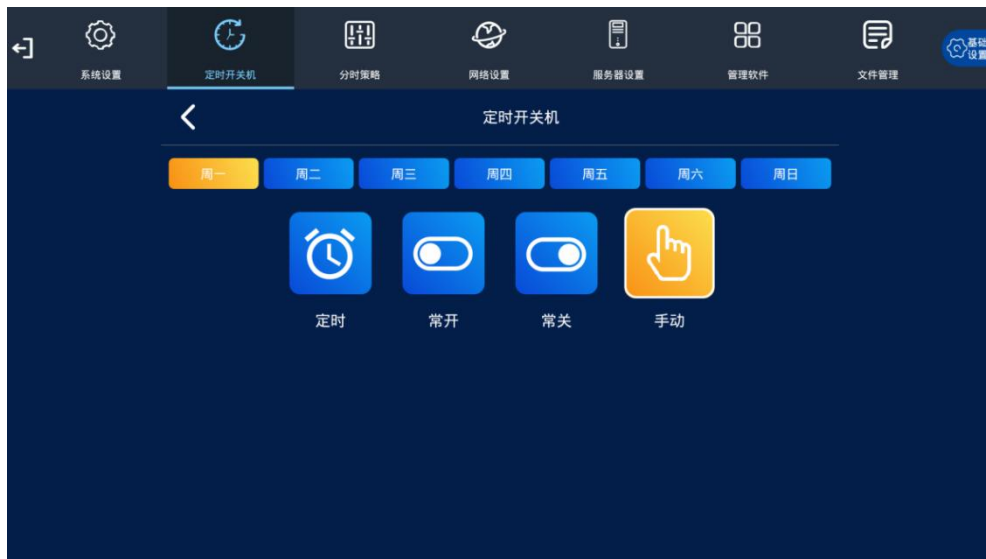 系统设置
定时开关机
分时策略
网络设置
服务器设置
管理软件
文件管理
基础
设置
定时开关机
周一
周二
周三
周四
周五
周六
周日
定时
常开
常关
手动